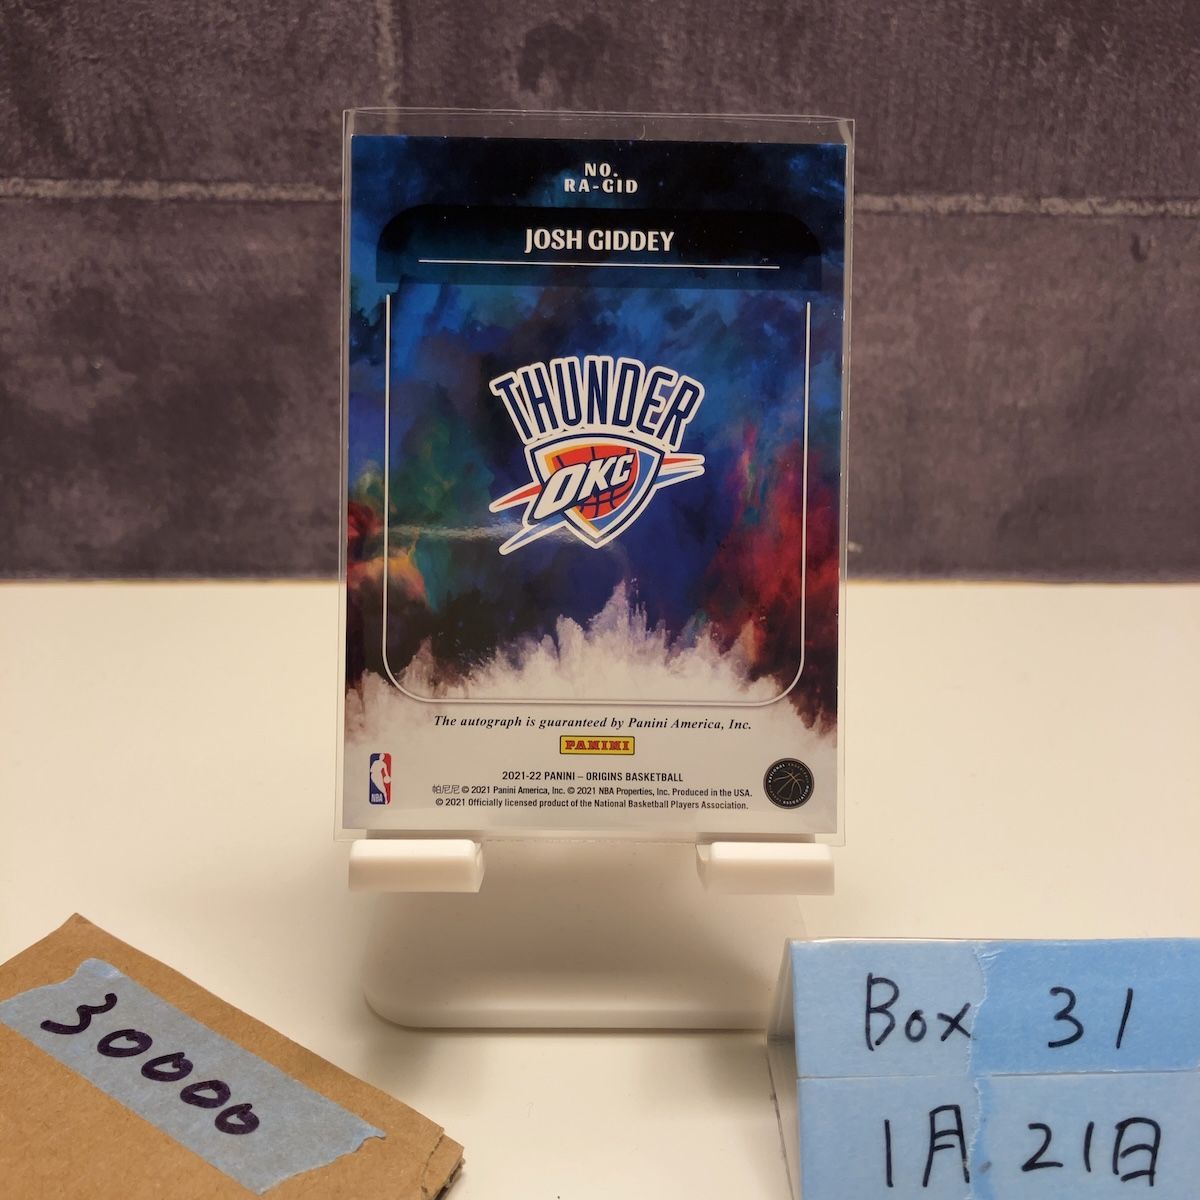 NO.
RA-GID
JOSH GIDDEY
THUNDER
OKC
The autograph is guaranteed by Panini America, Inc.
PANINI
2021-22 PANINI – ORIGINS BASKETBALL
帕尼尼 © 2021 Panini America, Inc. © 2021 NBA Properties, Inc. Produced in the USA.
© 2021 Officially licensed product of the National Basketball Players Association.
NBA
30000
Box 31
1月21日